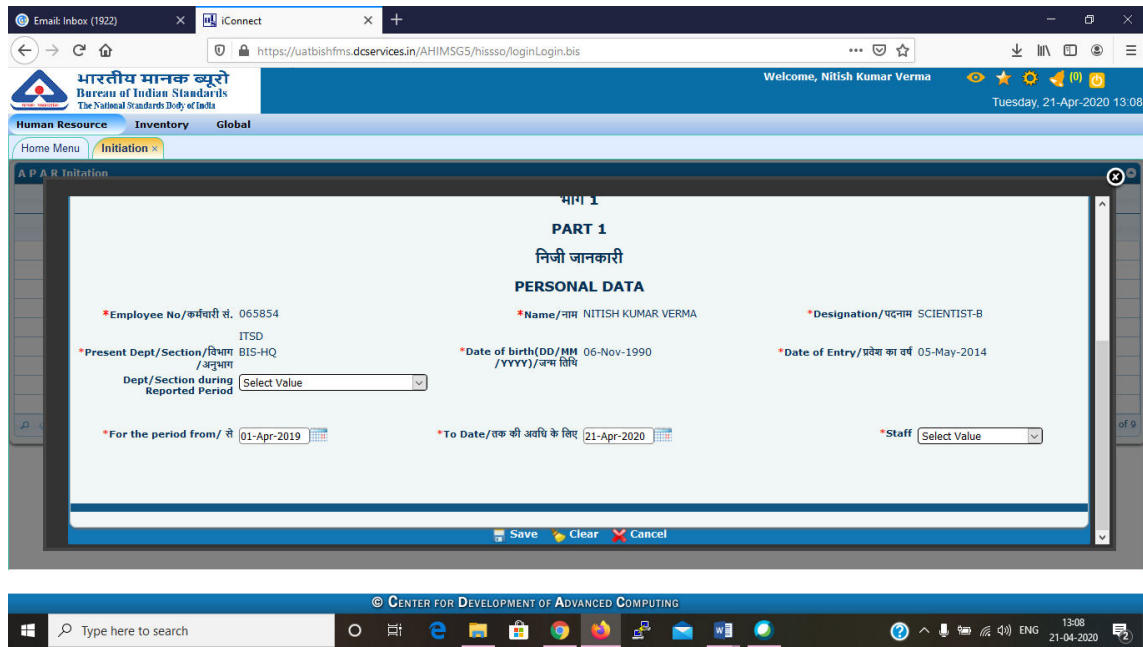 Email: Inbox (1922)
iConnect
https://uatbishfms.dcservices.in/AHIMSG5/hissso/loginLogin.bis
भारतीय मानक ब्यूरो
Bureau of Indian Standards
The National Standards Body of India
Welcome, Nitish Kumar Verma
(0)
Tuesday, 21-Apr-2020 13:08
Human Resource Inventory Global
Home Menu Initiation ×
A P A R Initation
भाग 1
PART 1
निजी जानकारी
PERSONAL DATA
*Employee No/कर्मचारी सं. 065854
*Name/नाम NITISH KUMAR VERMA
*Designation/पदनाम SCIENTIST-B
*Present Dept/Section/विभाग/अनुभाग
ITSD
BIS-HQ
*Date of birth(DD/MM
/YYYY)/जन्म तिथि 06-Nov-1990
*Date of Entry/प्रवेश का वर्ष 05-May-2014
Dept/Section during
Reported Period Select Value
*For the period from/ से 01-Apr-2019
*To Date/तक की अवधि के लिए 21-Apr-2020
*Staff Select Value
of 9
Save Clear Cancel
© CENTER FOR DEVELOPMENT OF ADVANCED COMPUTING
Type here to search
ENG
13:08
21-04-2020
2